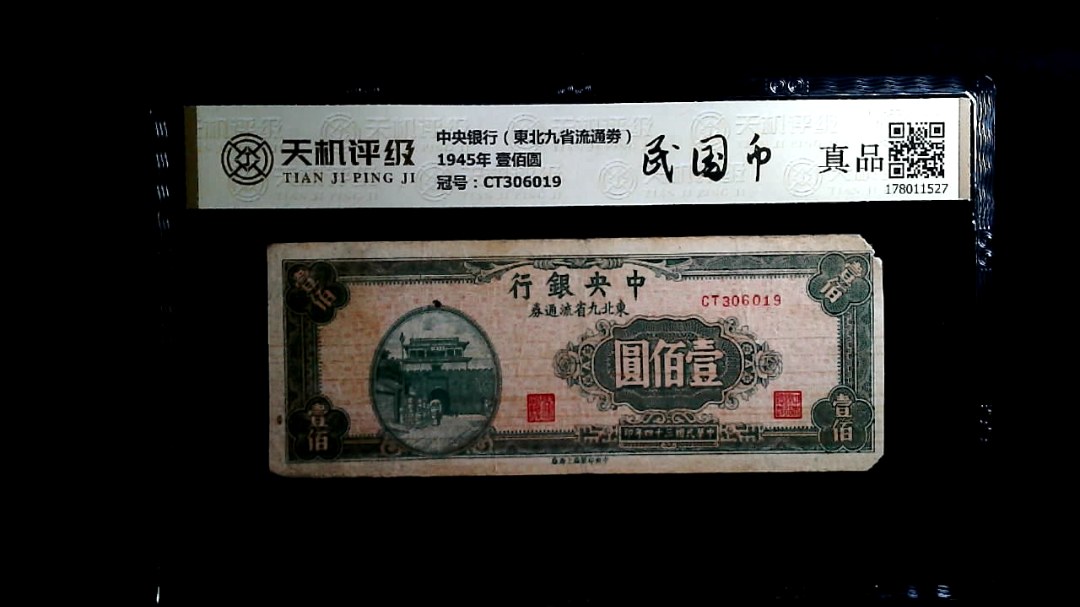 天机评级
TIAN JI PING JI
中央银行（東北九省流通券）
1945年 壹佰圆
冠号：CT306019
民国币
真品
178011527
壹佰
壹佰
行銀央中
券通流省九北東
CT306019
圓佰壹
印年四十三國民華中
壹佰
壹佰